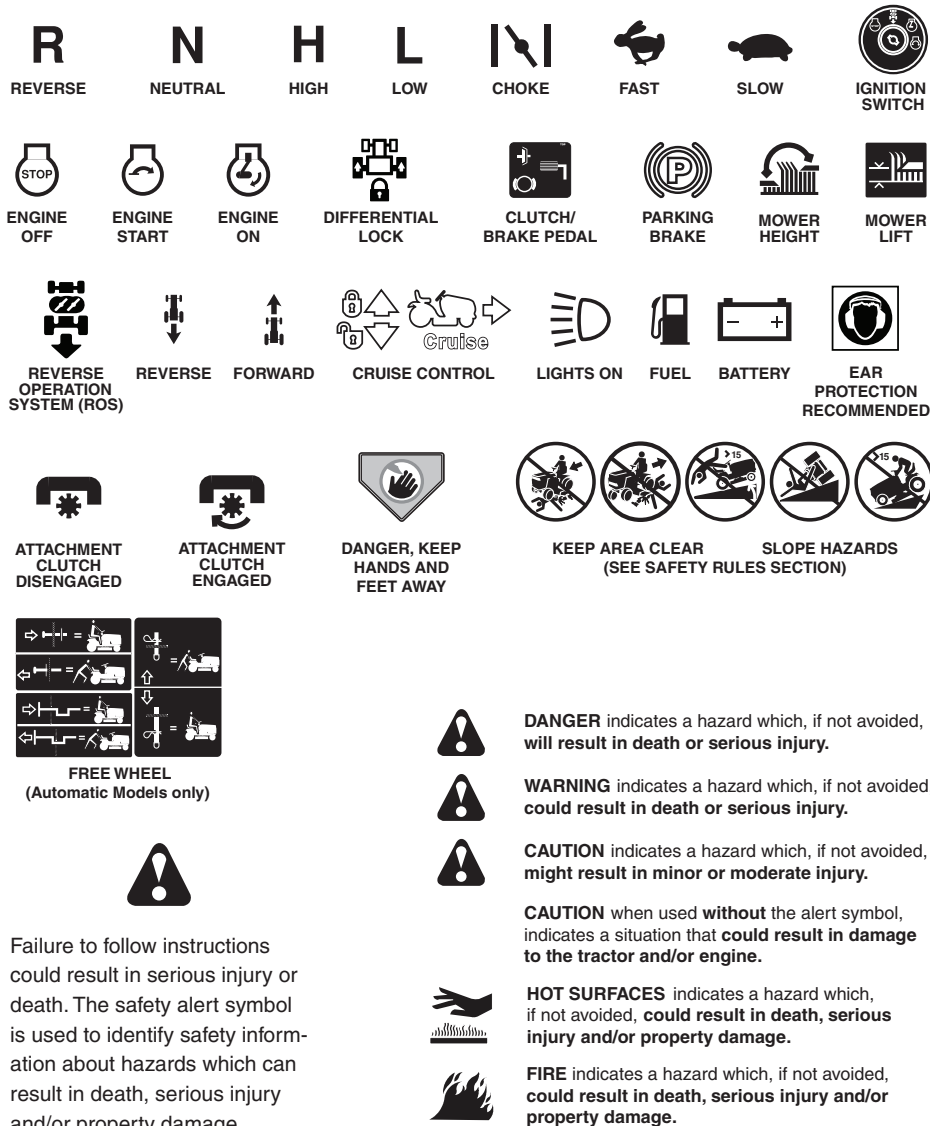 R N H L
REVERSE NEUTRAL HIGH LOW CHOKE FAST SLOW IGNITION
SWITCH
STOP
ENGINE ENGINE ENGINE DIFFERENTIAL CLUTCH/ PARKING MOWER MOWER
OFF START ON LOCK BRAKE PEDAL BRAKE HEIGHT LIFT
P
Cruise
- +
REVERSE REVERSE FORWARD CRUISE CONTROL LIGHTS ON FUEL BATTERY EAR
OPERATION PROTECTION
SYSTEM (ROS) RECOMMENDED
15 15
ATTACHMENT ATTACHMENT DANGER, KEEP KEEP AREA CLEAR SLOPE HAZARDS
CLUTCH CLUTCH HANDS AND (SEE SAFETY RULES SECTION)
DISENGAGED ENGAGED FEET AWAY
FREE WHEEL
(Automatic Models only)
Failure to follow instructions
could result in serious injury or
death. The safety alert symbol
is used to identify safety inform-
ation about hazards which can
result in death, serious injury
and/or property damage
DANGER indicates a hazard which, if not avoided,
will result in death or serious injury.
WARNING indicates a hazard which, if not avoided
could result in death or serious injury.
CAUTION indicates a hazard which, if not avoided,
might result in minor or moderate injury.
CAUTION when used without the alert symbol,
indicates a situation that could result in damage
to the tractor and/or engine.
HOT SURFACES indicates a hazard which,
if not avoided, could result in death, serious
injury and/or property damage.
FIRE indicates a hazard which, if not avoided,
could result in death, serious injury and/or
property damage.